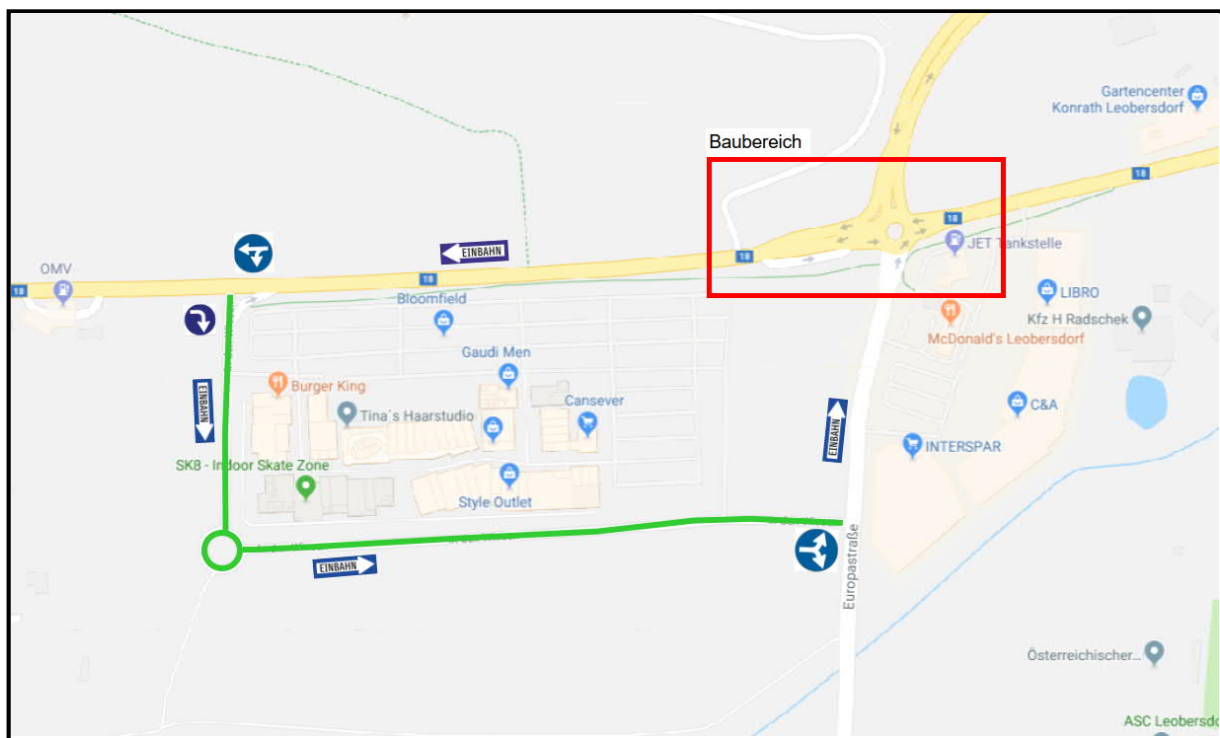 Gartencenter
Konrath Leobersdorf
Baubereich
18
18
JET Tankstelle
EINBAHN
OMV
18
18
18
Bloomfield
LIBRO
Kfz H Radschek
McDonald's Leobersdorf
Gaudi Men
Burger King
EINBAHN
Cansever
C&A
Tina´s Haarstudio
EINBAHN
INTERSPAR
SK8 - Indoor Skate Zone
Style Outlet
EINBAHN
Europastraße
Österreichischer...
ASC Leobersdo